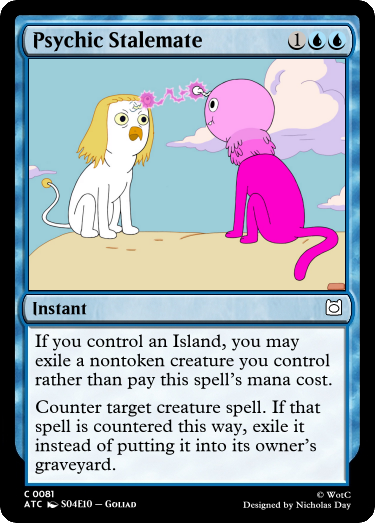 Psychic Stalemate 1
Instant
If you control an Island, you may
exile a nontoken creature you control
rather than pay this spell's mana cost.
Counter target creature spell. If that
spell is countered this way, exile it
instead of putting it into its owner's
graveyard.
C 0081 © WotC
ATC S04E10 — Goliad Designed by Nicholas Day